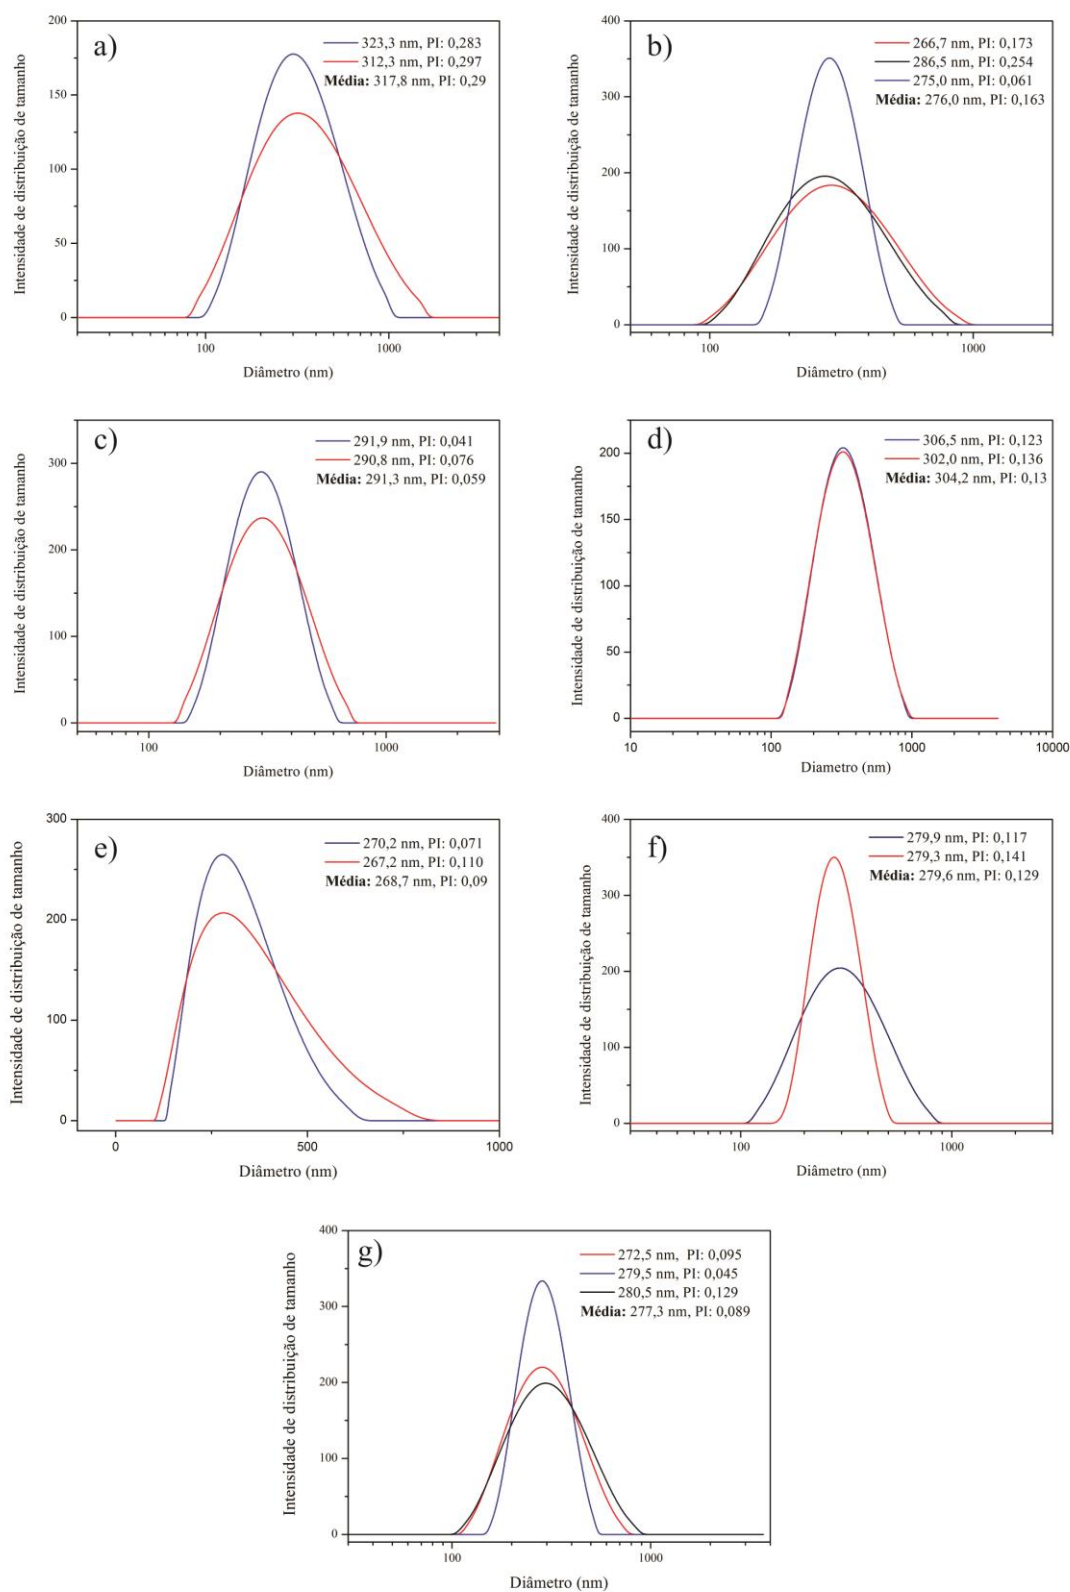 a)
323,3 nm, PI: 0,283
312,3 nm, PI: 0,297
Média: 317,8 nm, PI: 0,29
Intensidade de distribuição de tamanho
200
150
100
50
0
100 1000
Diâmetro (nm)
b)
266,7 nm, PI: 0,173
286,5 nm, PI: 0,254
275,0 nm, PI: 0,061
Média: 276,0 nm, PI: 0,163
Intensidade de distribuição de tamanho
400
300
200
100
0
100 1000
Diâmetro (nm)
c)
291,9 nm, PI: 0,041
290,8 nm, PI: 0,076
Média: 291,3 nm, PI: 0,059
Intensidade de distribuição de tamanho
300
200
100
0
100 1000
Diâmetro (nm)
d)
306,5 nm, PI: 0,123
302,0 nm, PI: 0,136
Média: 304,2 nm, PI: 0,13
Intensidade de distribuição de tamanho
200
150
100
50
0
10 100 1000 10000
Diametro (nm)
e)
270,2 nm, PI: 0,071
267,2 nm, PI: 0,110
Média: 268,7 nm, PI: 0,09
Intensidade de distribuição de tamanho
300
200
100
0
0 500 1000
Diâmetro (nm)
f)
279,9 nm, PI: 0,117
279,3 nm, PI: 0,141
Média: 279,6 nm, PI: 0,129
Intensidade de distribuição de tamanho
400
300
200
100
0
100 1000
Diâmetro (nm)
g)
272,5 nm, PI: 0,095
279,5 nm, PI: 0,045
280,5 nm, PI: 0,129
Média: 277,3 nm, PI: 0,089
Intensidade de distribuição de tamanho
400
300
200
100
0
100 1000
Diâmetro (nm)